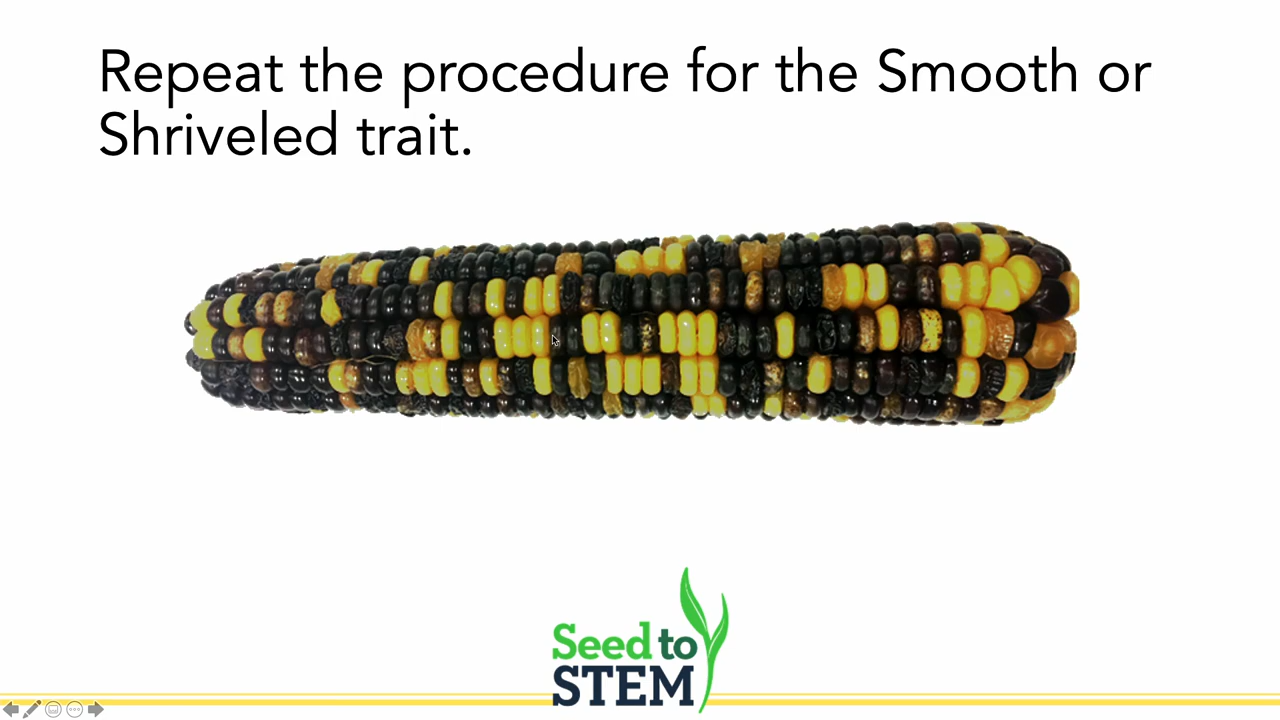 Repeat the procedure for the Smooth or
Shriveled trait.
Seed to
STEM